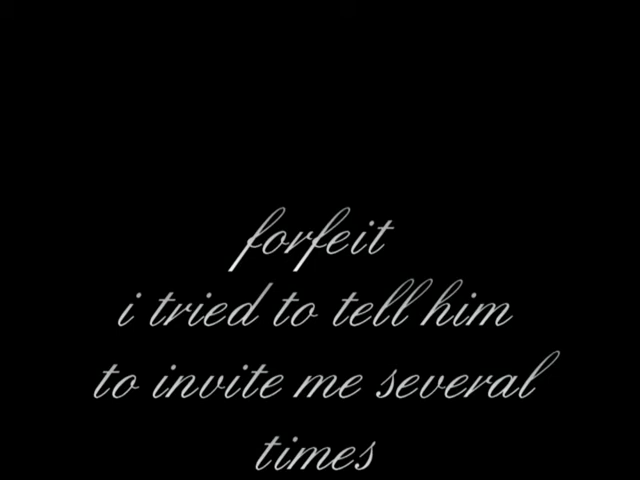 forfeit
i tried to tell him
to invite me several
times